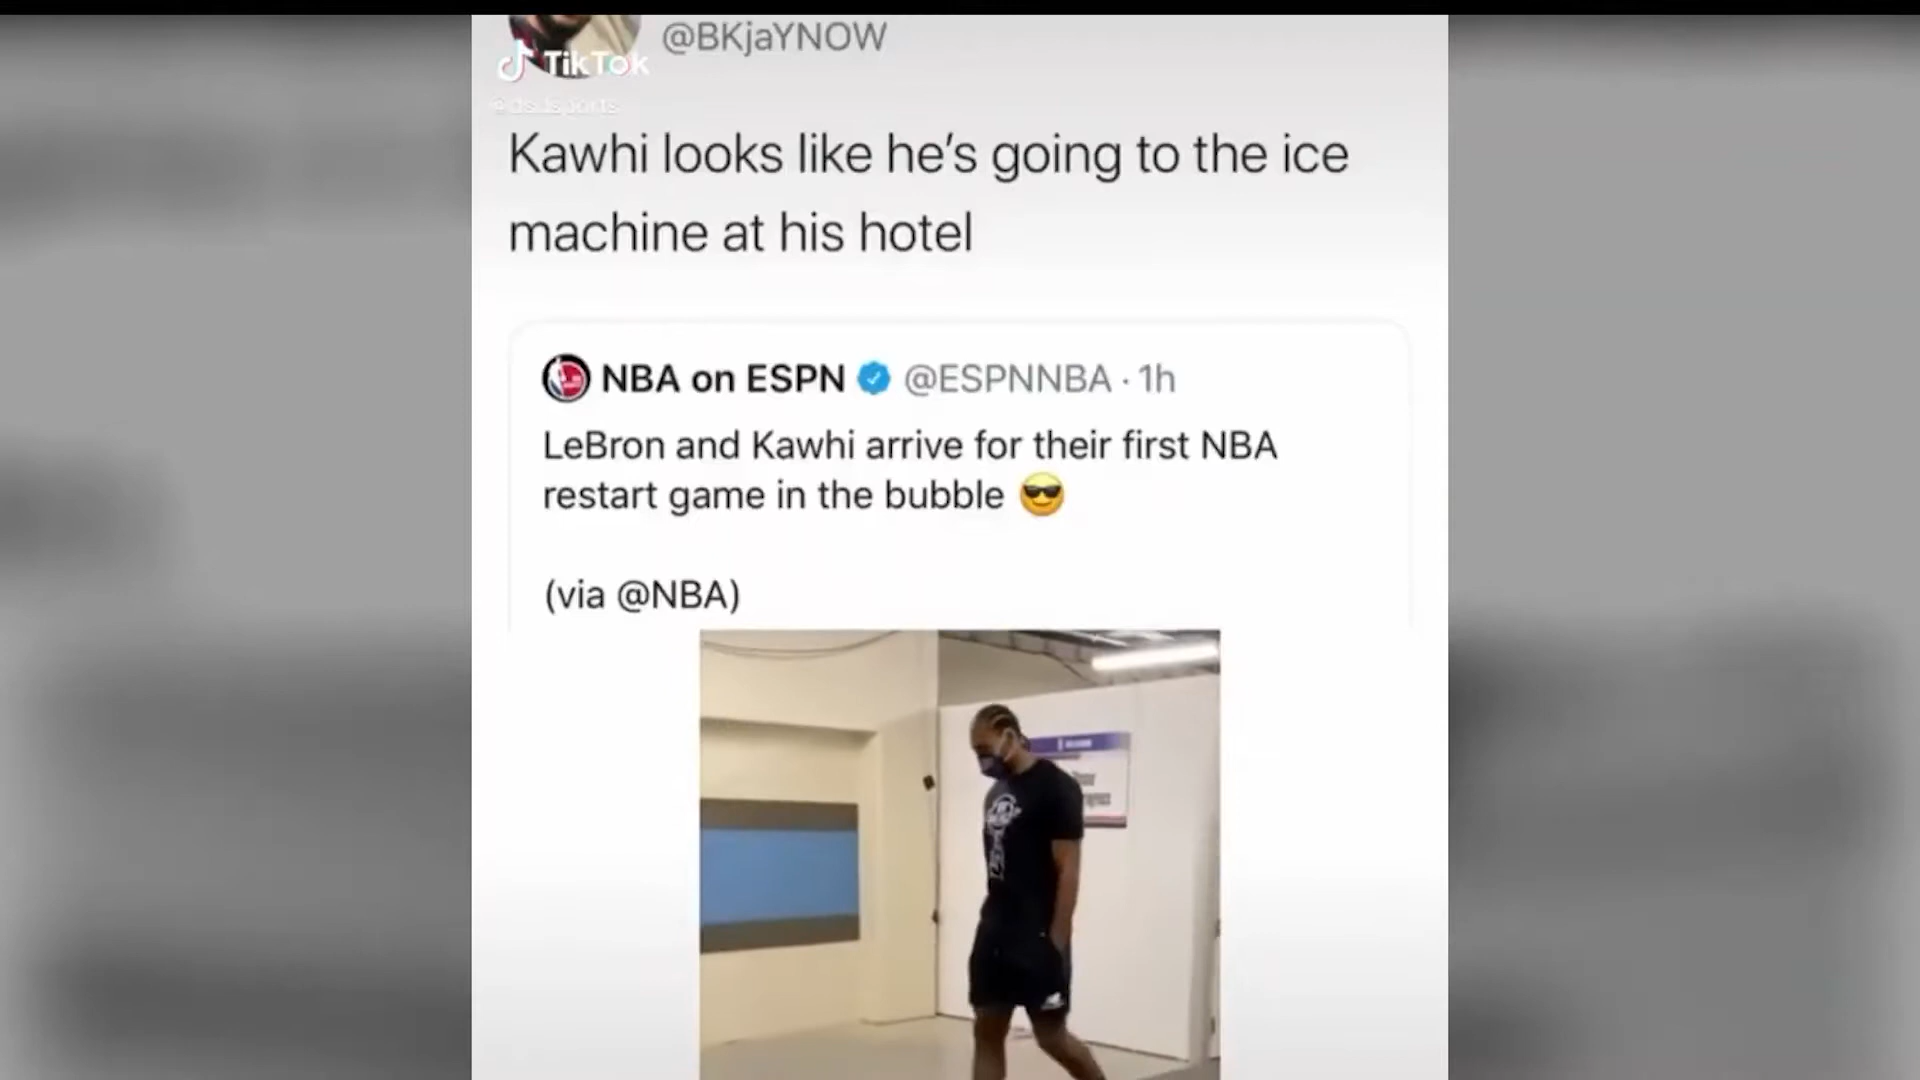 @BKjaYNOW
TikTok
Kawhi looks like he's going to the ice
machine at his hotel
NBA on ESPN @ESPNNBA · 1h
LeBron and Kawhi arrive for their first NBA
restart game in the bubble 😎
(via @NBA)